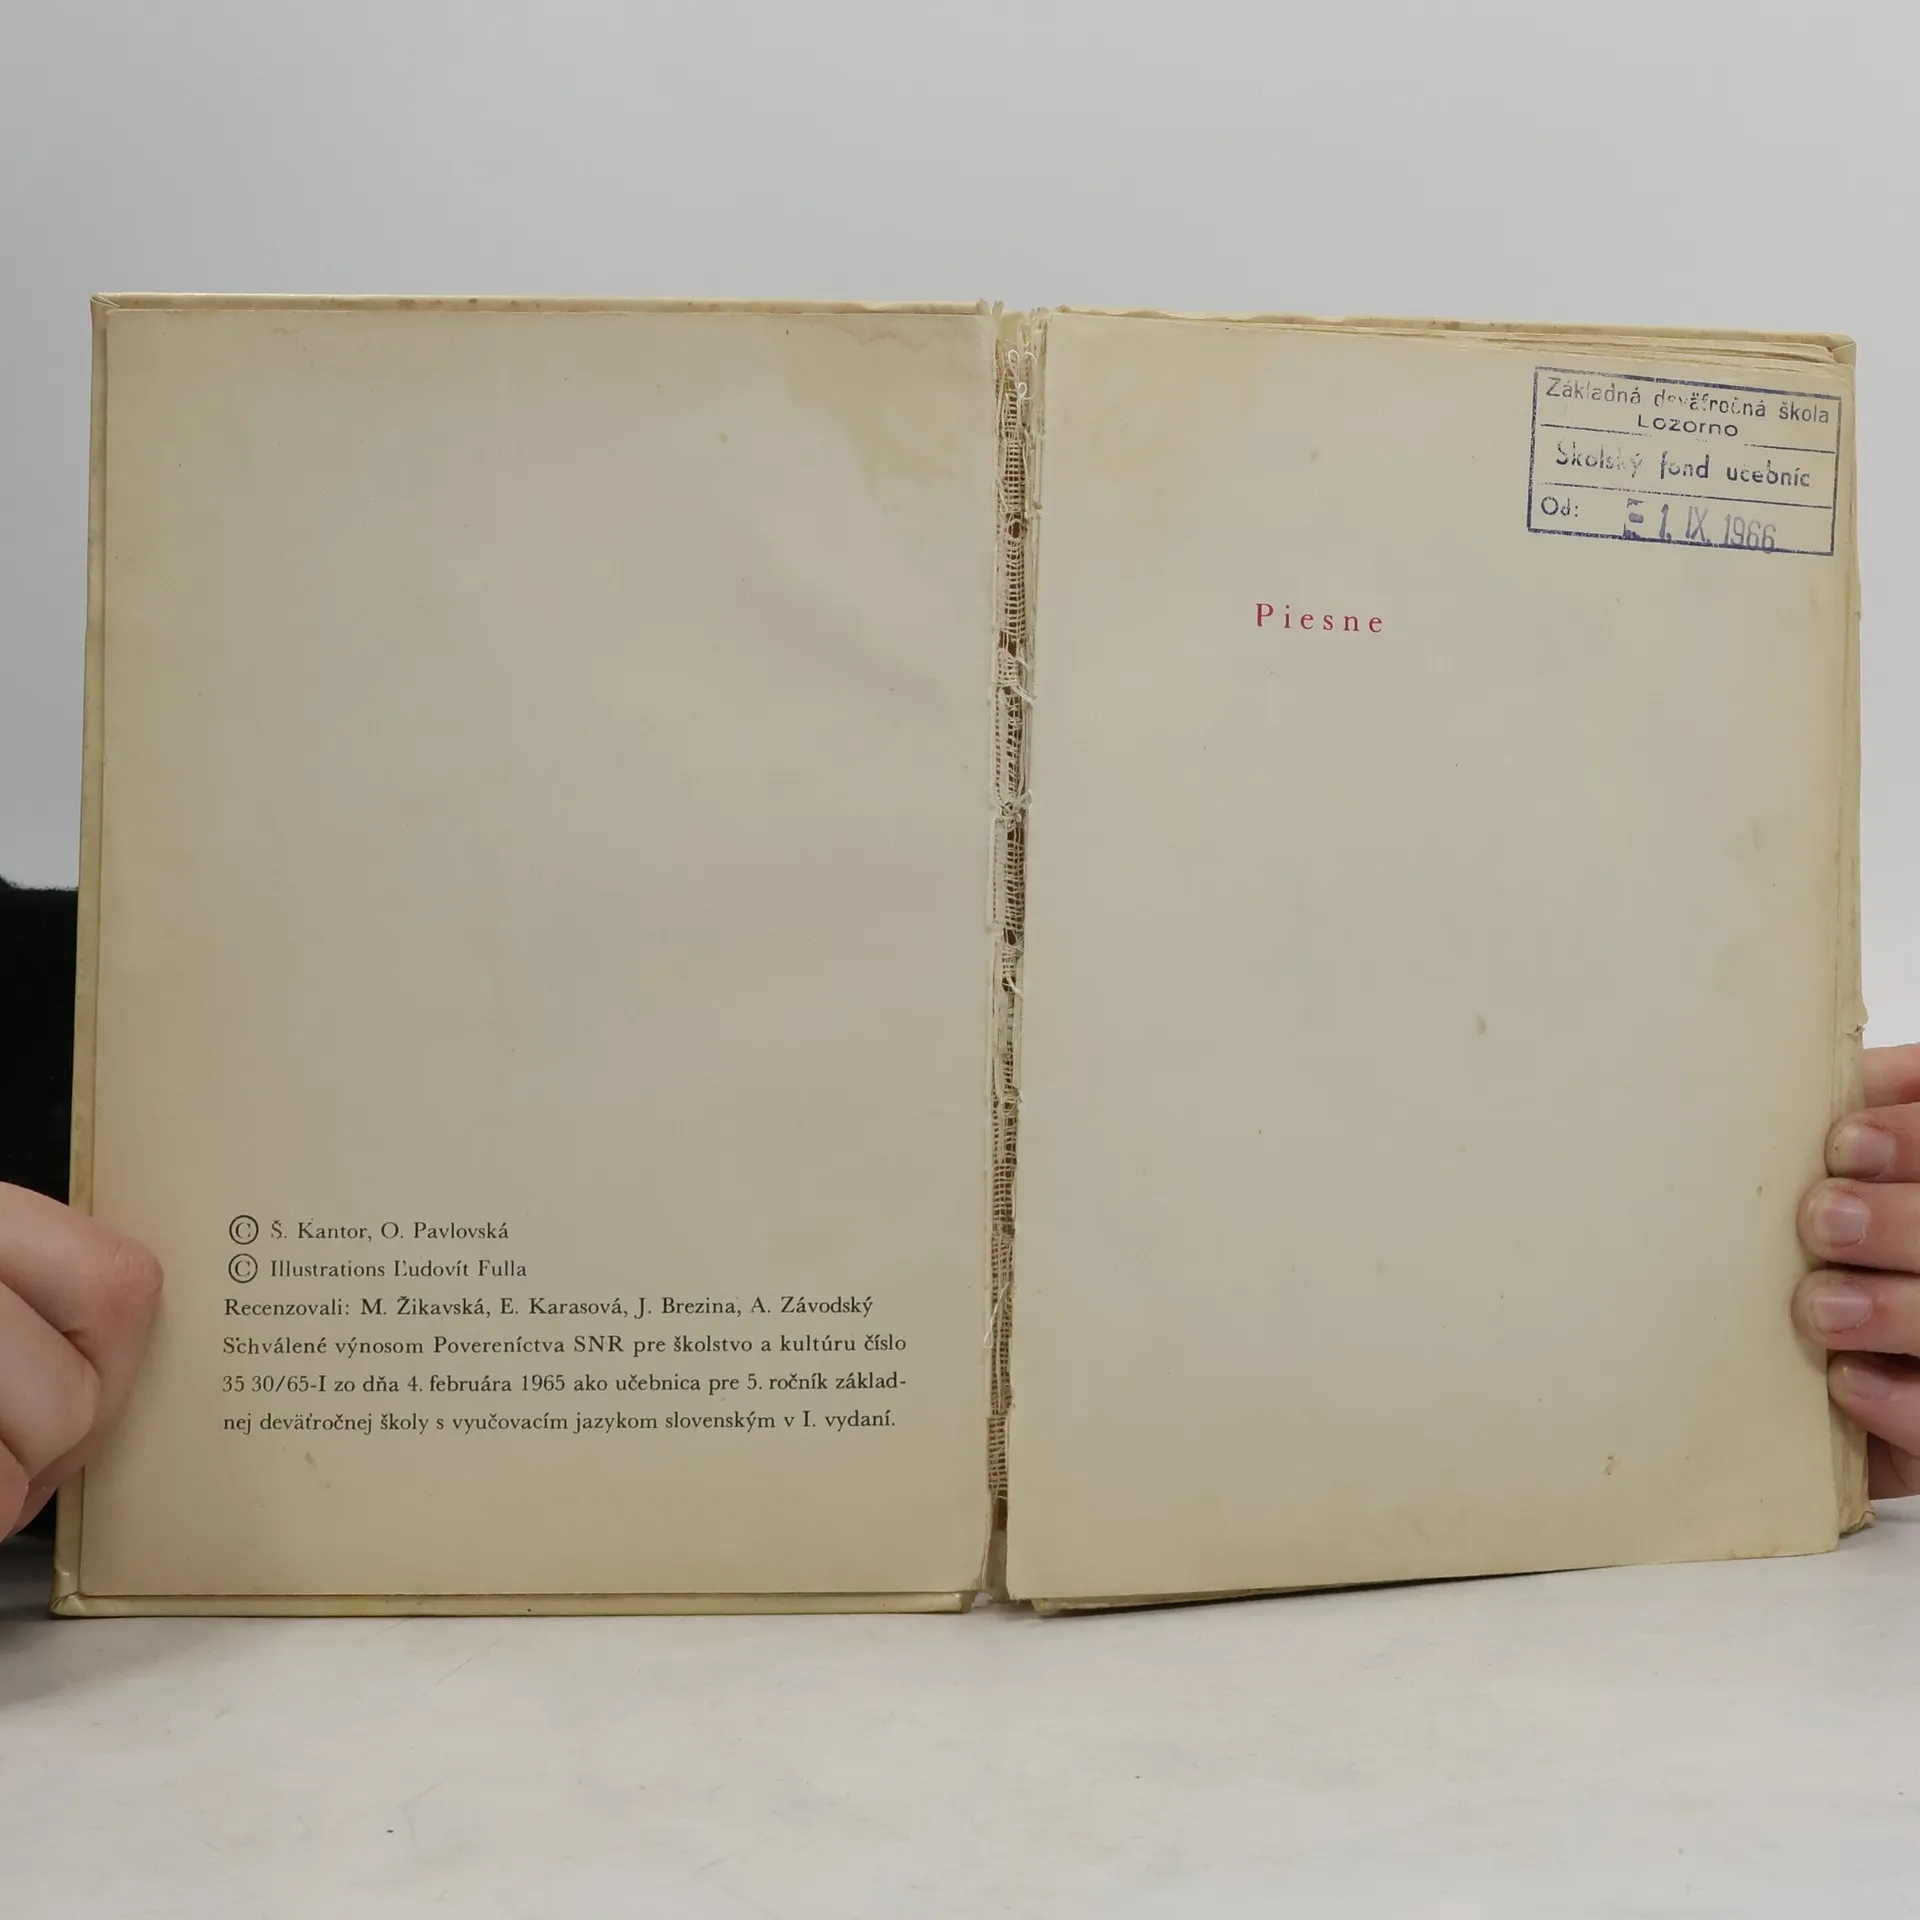 © Š. Kantor, O. Pavlovská
© Illustrations Ľudovít Fulla
Recenzovali: M. Žikavská, E. Karasová, J. Brezina, A. Závodský
Schválené výnosom Povereníctva SNR pre školstvo a kultúru číslo
35 30/65-I zo dňa 4. februára 1965 ako učebnica pre 5. ročník základ-
nej deväťročnej školy s vyučovacím jazykom slovenským v I. vydaní.
Základná deväťročná škola
Lozorno
Školský fond učebníc
Od: - 1. IX. 1966
Piesne